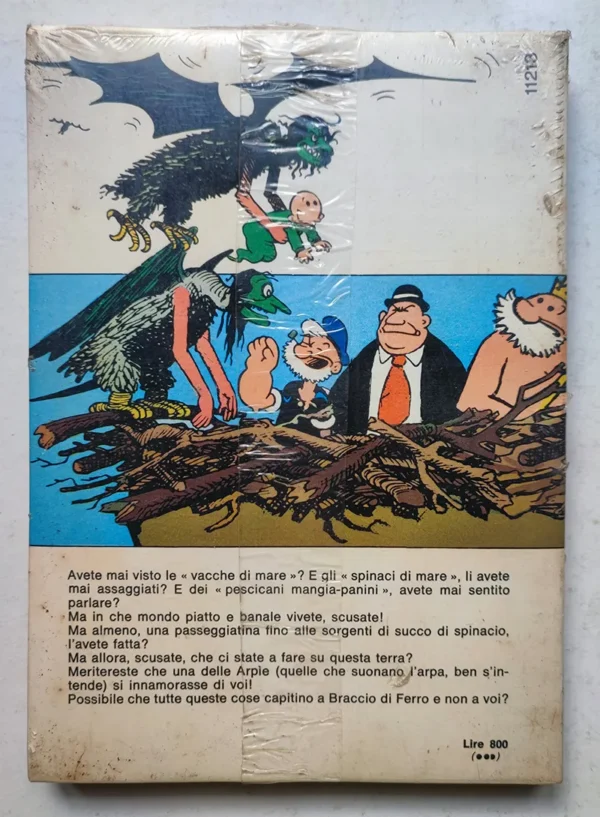 11213
Avete mai visto le « vacche di mare »? E gli « spinaci di mare », li avete
mai assaggiati? E dei « pescicani mangia-panini », avete mai sentito
parlare?
Ma in che mondo piatto e banale vivete, scusate!
Ma almeno, una passeggiatina fino alle sorgenti di succo di spinacio,
l'avete fatta?
Ma allora, scusate, che ci state a fare su questa terra?
Meritereste che una delle Arpie (quelle che suonano l'arpa, ben s'in-
tende) si innamorasse di voi!
Possibile che tutte queste cose capitino a Braccio di Ferro e non a voi?
Lire 800
(●●●)